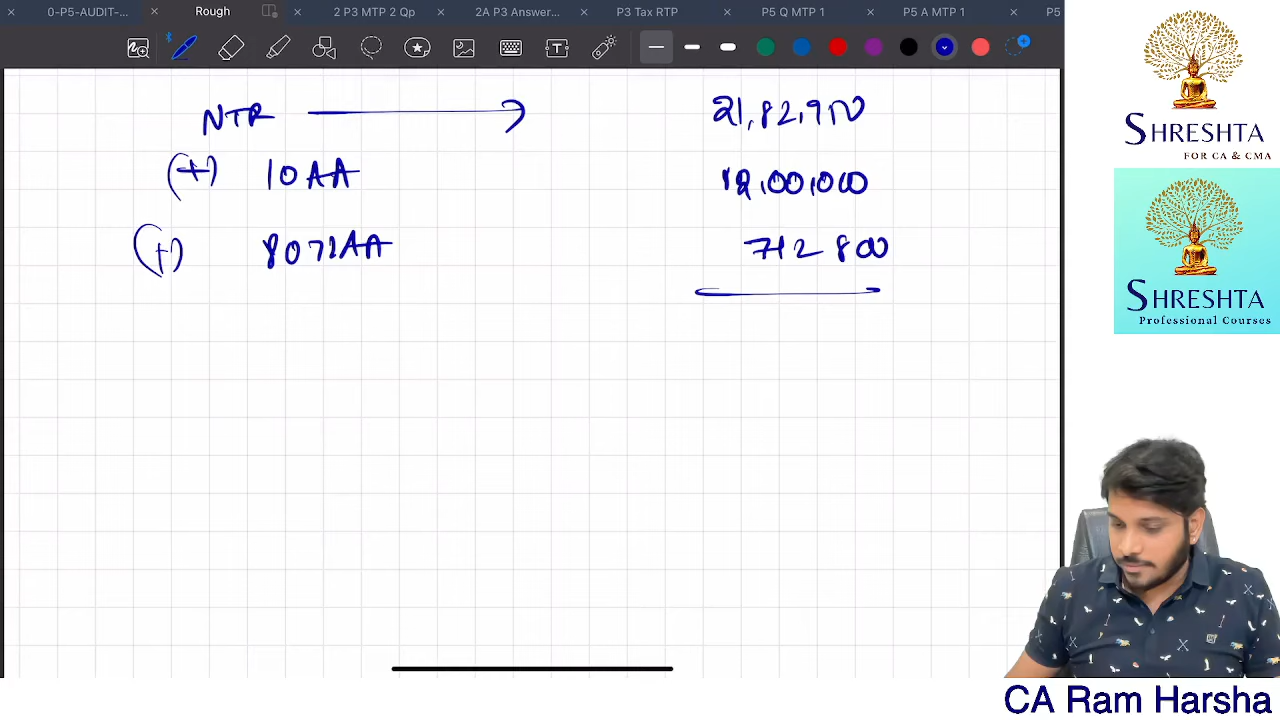 0-P5-AUDIT-... Rough 2 P3 MTP 2 Qp 2A P3 Answer... P3 Tax RTP P5 Q MTP 1 P5 A MTP 1 P5
NTR → 21,82,950
(+) 10AA 12,00,000
(+) 80JJAA 712 800
SHRESHTA
FOR CA & CMA
SHRESHTA
Professional Courses
CA Ram Harsha